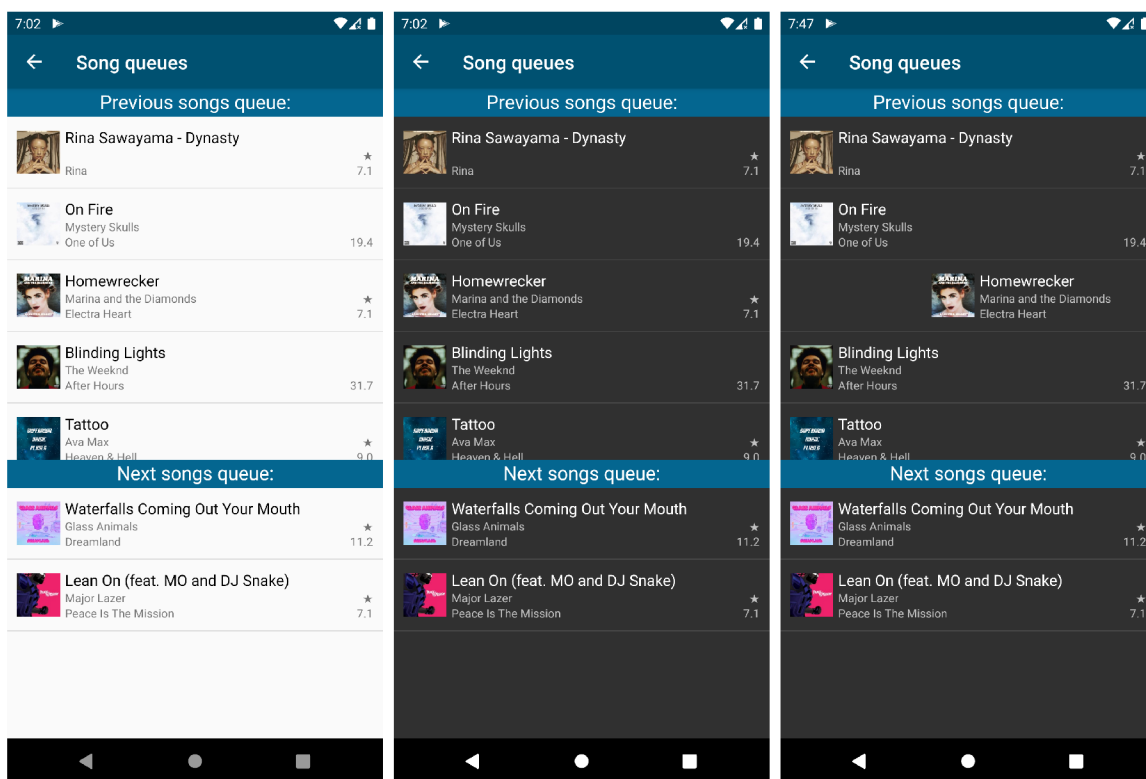 7:02
Song queues
Previous songs queue:
Rina Sawayama - Dynasty
★
Rina
7.1
On Fire
Mystery Skulls
One of Us
19.4
Homewrecker
Marina and the Diamonds
★
Electra Heart
7.1
Blinding Lights
The Weeknd
After Hours
31.7
Tattoo
Ava Max
★
Heaven & Hell
9.0
Next songs queue:
Waterfalls Coming Out Your Mouth
Glass Animals
★
Dreamland
11.2
Lean On (feat. MO and DJ Snake)
Major Lazer
★
Peace Is The Mission
7.1
7:02
Song queues
Previous songs queue:
Rina Sawayama - Dynasty
★
Rina
7.1
On Fire
Mystery Skulls
One of Us
19.4
Homewrecker
Marina and the Diamonds
★
Electra Heart
7.1
Blinding Lights
The Weeknd
After Hours
31.7
Tattoo
Ava Max
★
Heaven & Hell
9.0
Next songs queue:
Waterfalls Coming Out Your Mouth
Glass Animals
★
Dreamland
11.2
Lean On (feat. MO and DJ Snake)
Major Lazer
★
Peace Is The Mission
7.1
7:47
Song queues
Previous songs queue:
Rina Sawayama - Dynasty
★
Rina
7.1
On Fire
Mystery Skulls
One of Us
19.4
Homewrecker
Marina and the Diamonds
Electra Heart
Blinding Lights
The Weeknd
After Hours
31.7
Tattoo
Ava Max
★
Heaven & Hell
9.0
Next songs queue:
Waterfalls Coming Out Your Mouth
Glass Animals
★
Dreamland
11.2
Lean On (feat. MO and DJ Snake)
Major Lazer
★
Peace Is The Mission
7.1